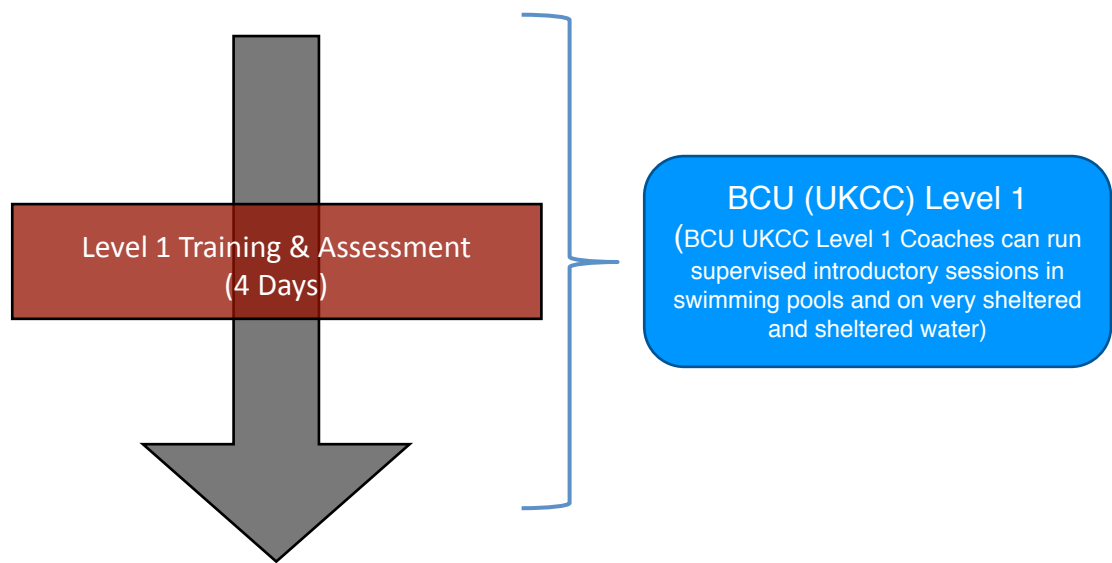 Level 1 Training & Assessment
(4 Days)
BCU (UKCC) Level 1
(BCU UKCC Level 1 Coaches can run
supervised introductory sessions in
swimming pools and on very sheltered
and sheltered water)